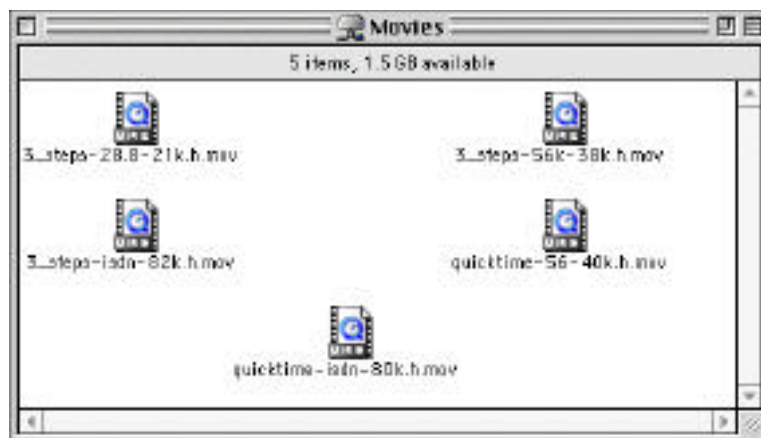 Movies
5 items, 1.5 GB available
3_steps-28.8-21k.h.mov
3_steps-56k-38k.h.mov
3_steps-isdn-82k.h.mov
quicktime-56-40k.h.mov
quicktime-isdn-80k.h.mov